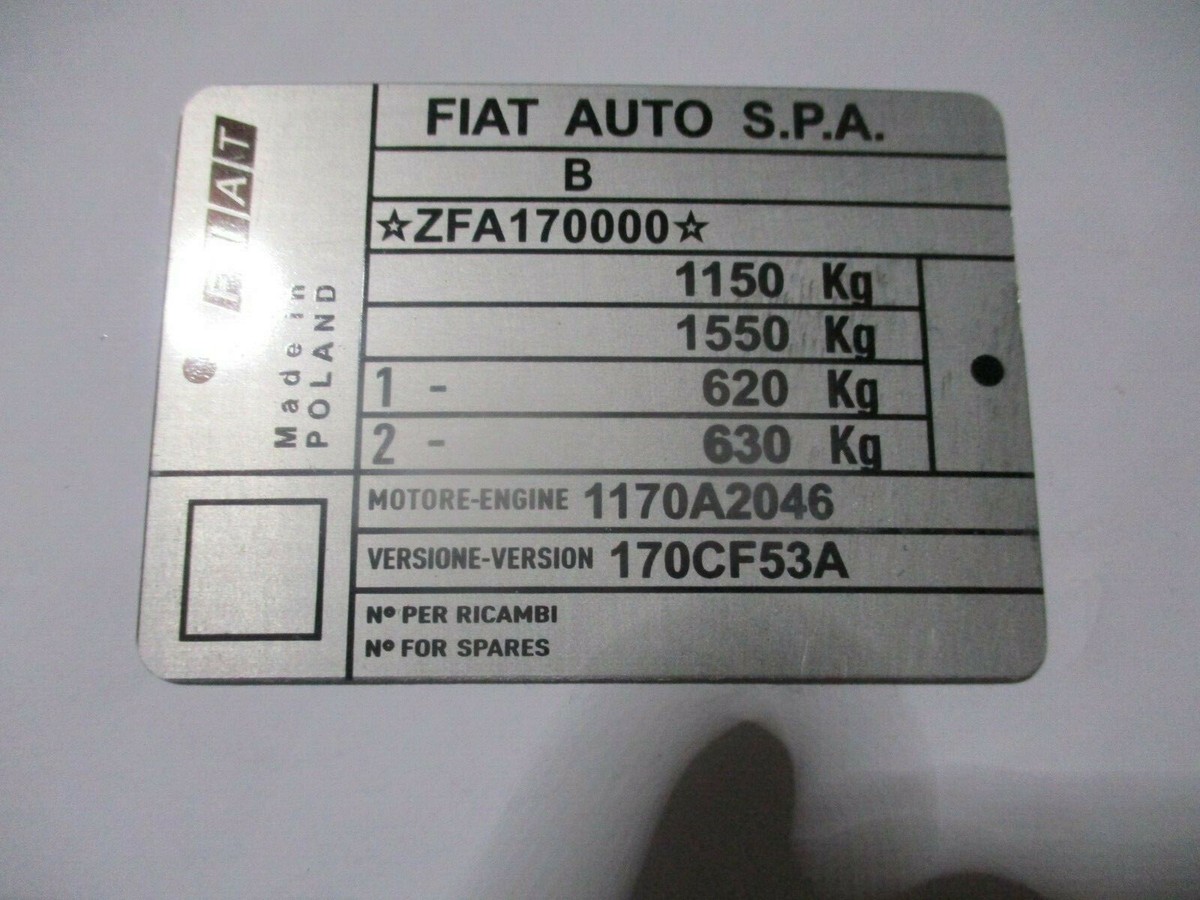 FIAT AUTO S.P.A.
B
☆ZFA170000☆
1150 Kg
1550 Kg
1 - 620 Kg
2 - 630 Kg
MOTORE-ENGINE 1170A2046
VERSIONE-VERSION 170CF53A
Nº PER RICAMBI
Nº FOR SPARES
FIAT
Made in
POLAND